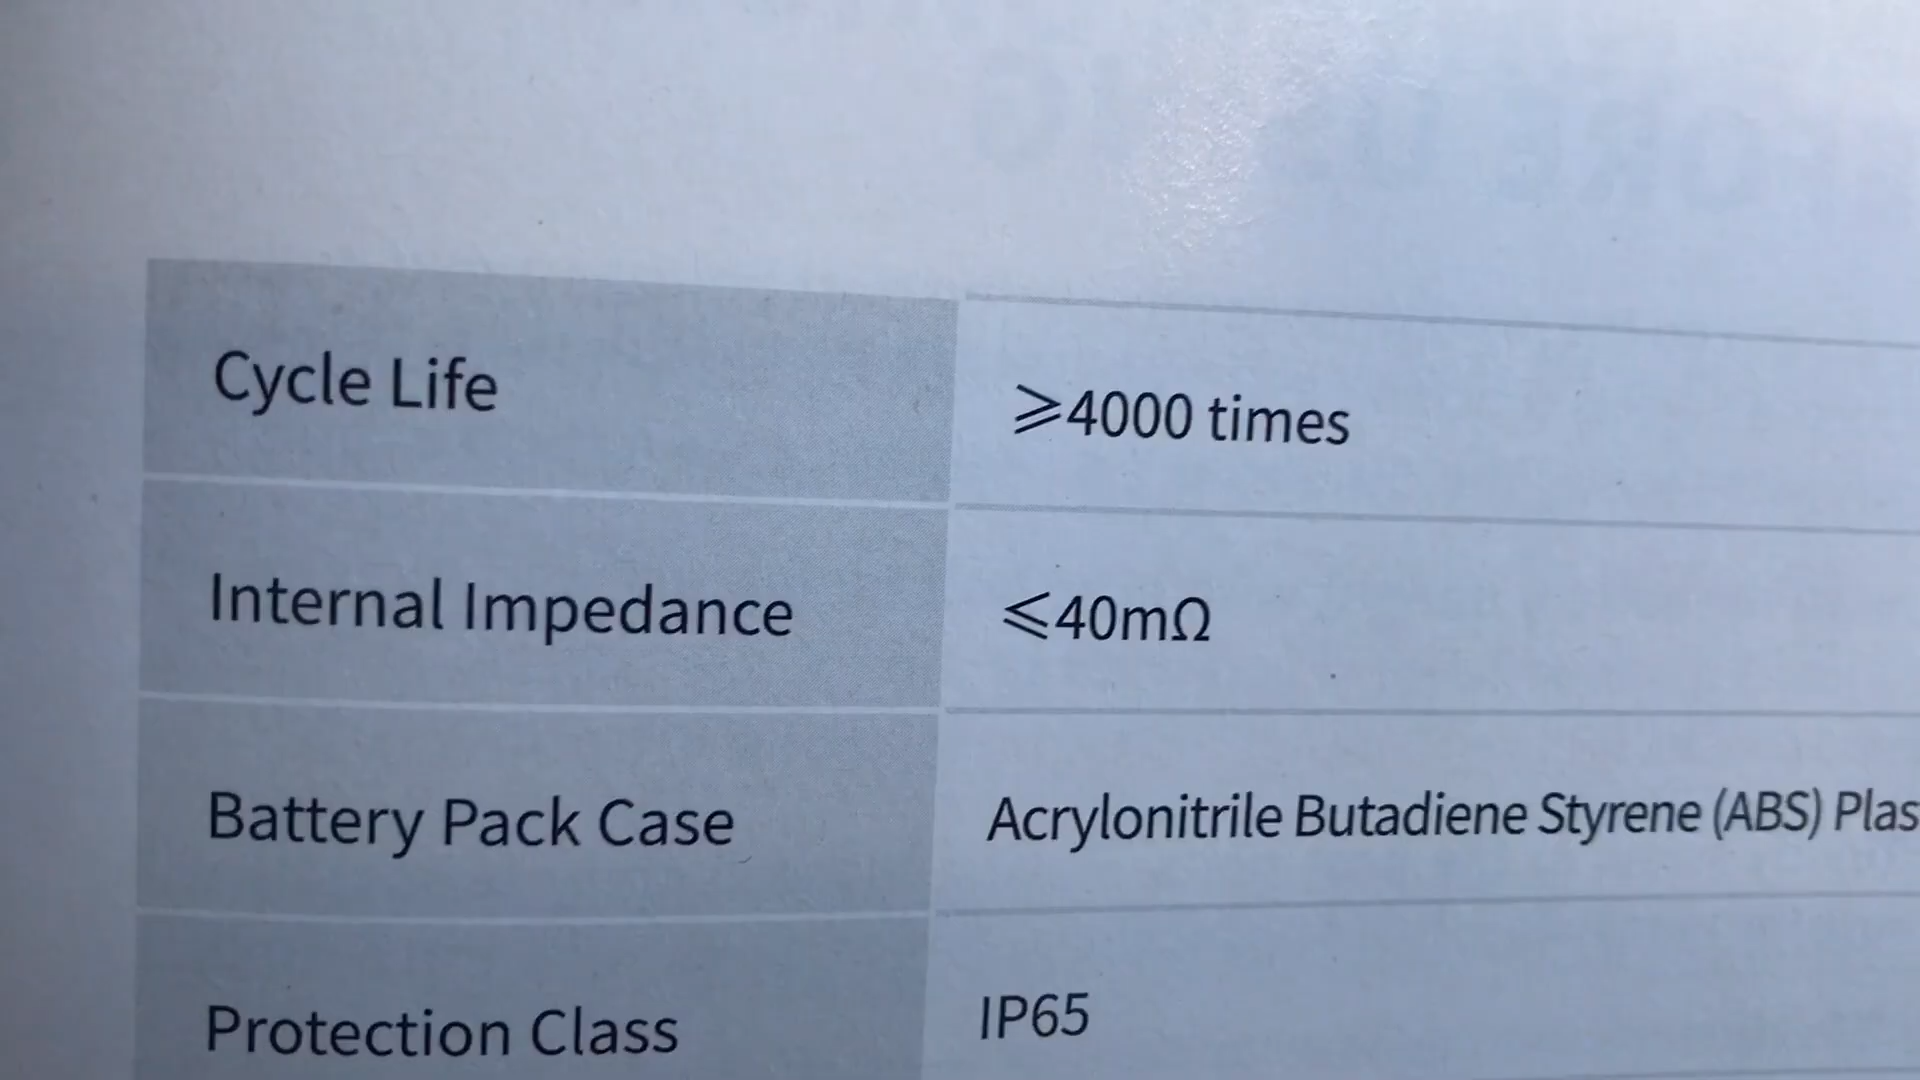 Cycle Life ⩾4000 times
Internal Impedance ⩽40mΩ
Battery Pack Case Acrylonitrile Butadiene Styrene (ABS) Plas
Protection Class IP65